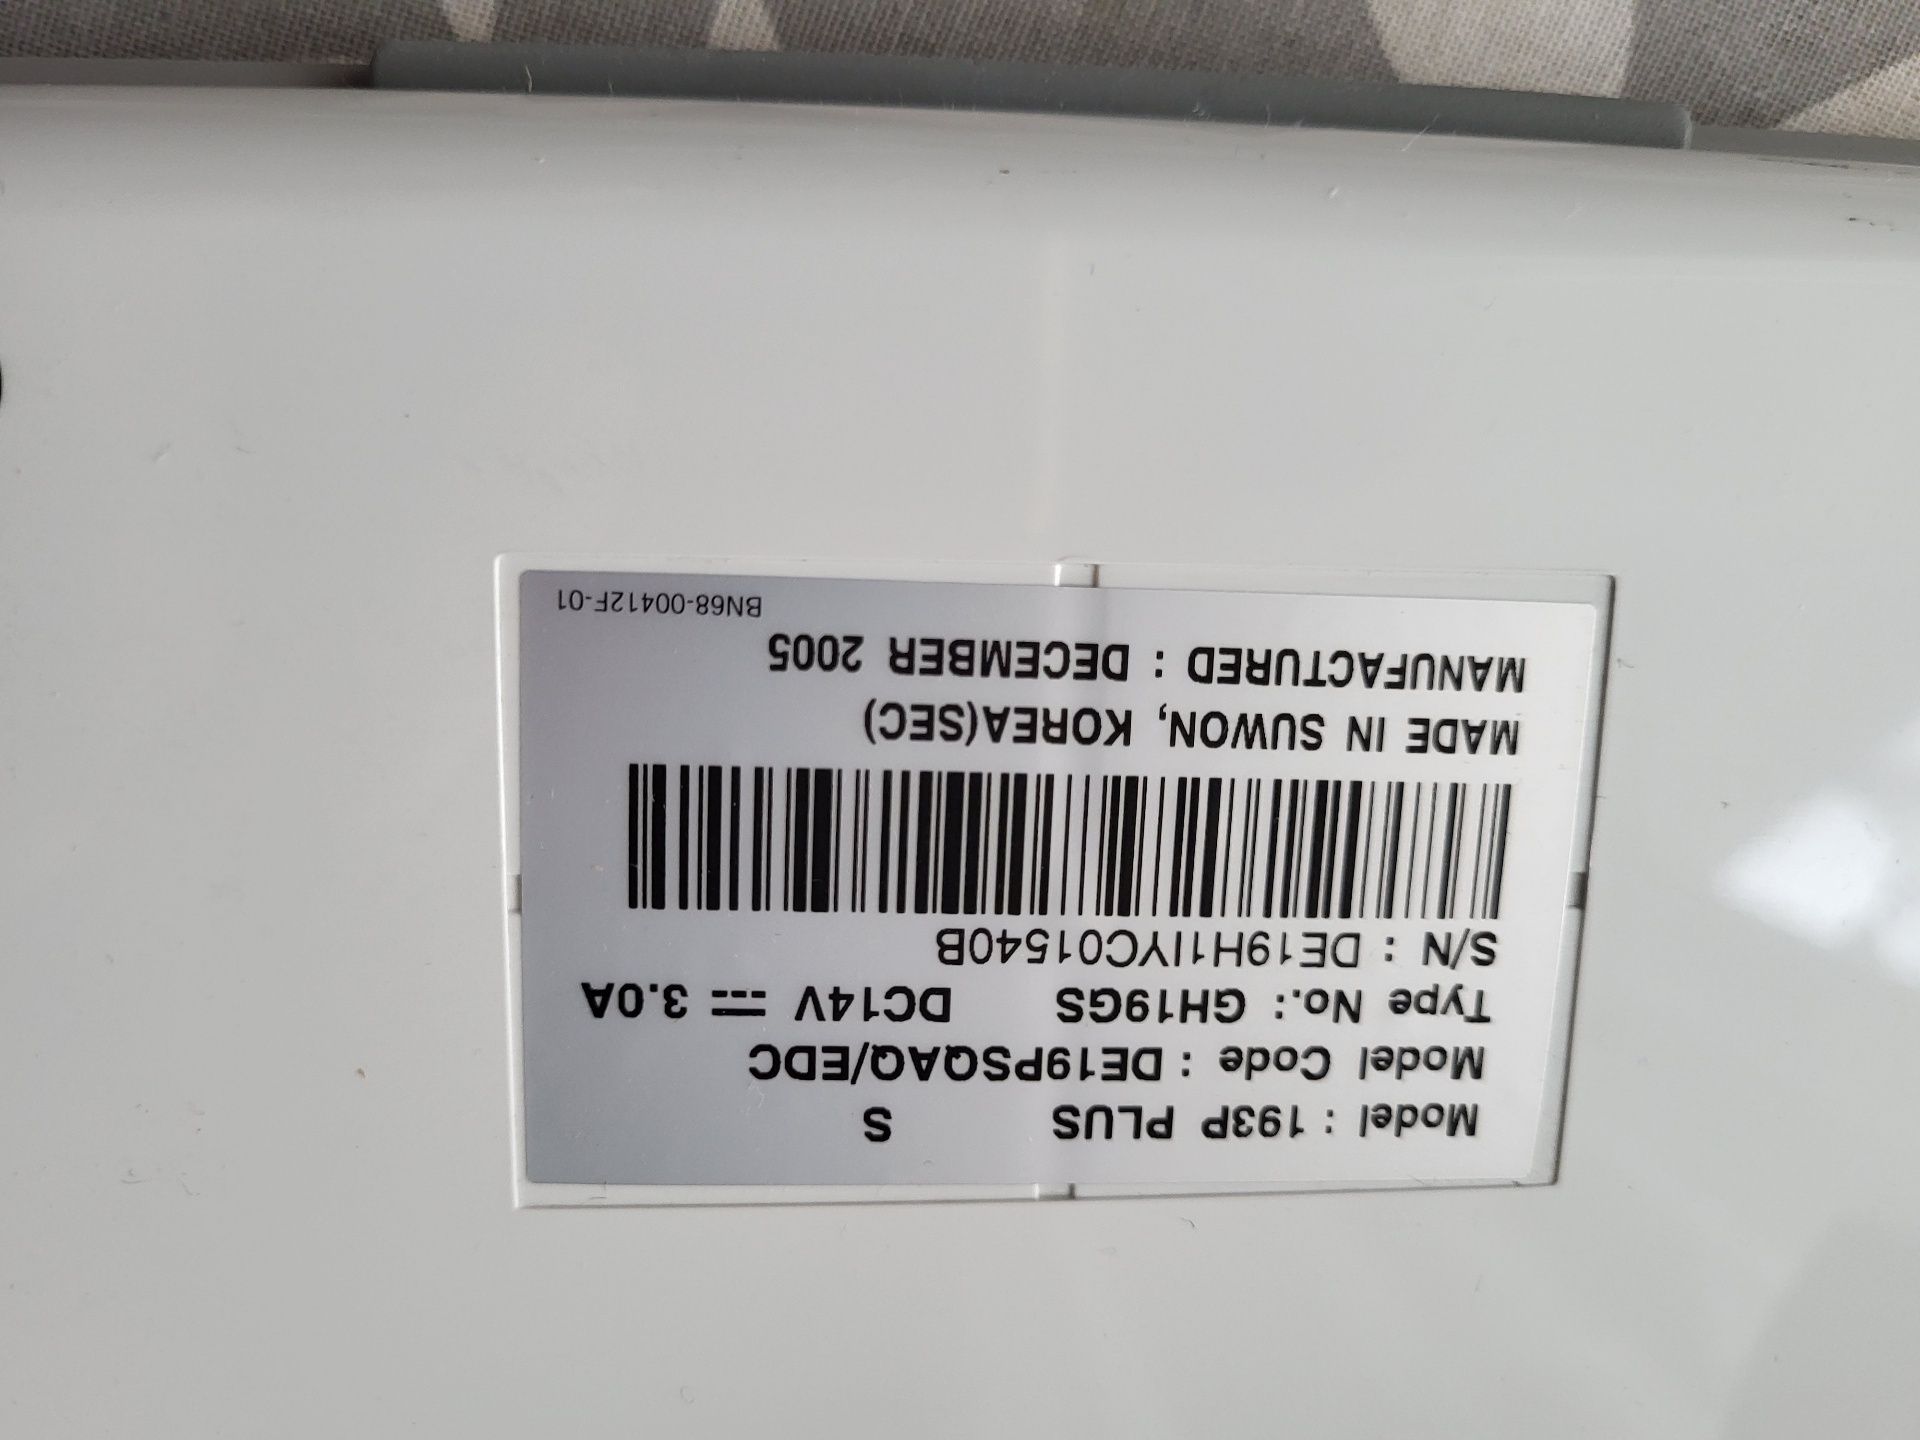 Model : 193P PLUS S
Model Code : DE19PSQAQ/EDC
Type No.: GH19GS DC14V ⎓ 3.0A
S/N : DE19H1IYC01540B
MADE IN SUWON, KOREA(SEC)
MANUFACTURED : DECEMBER 2005
BN68-00412F-01